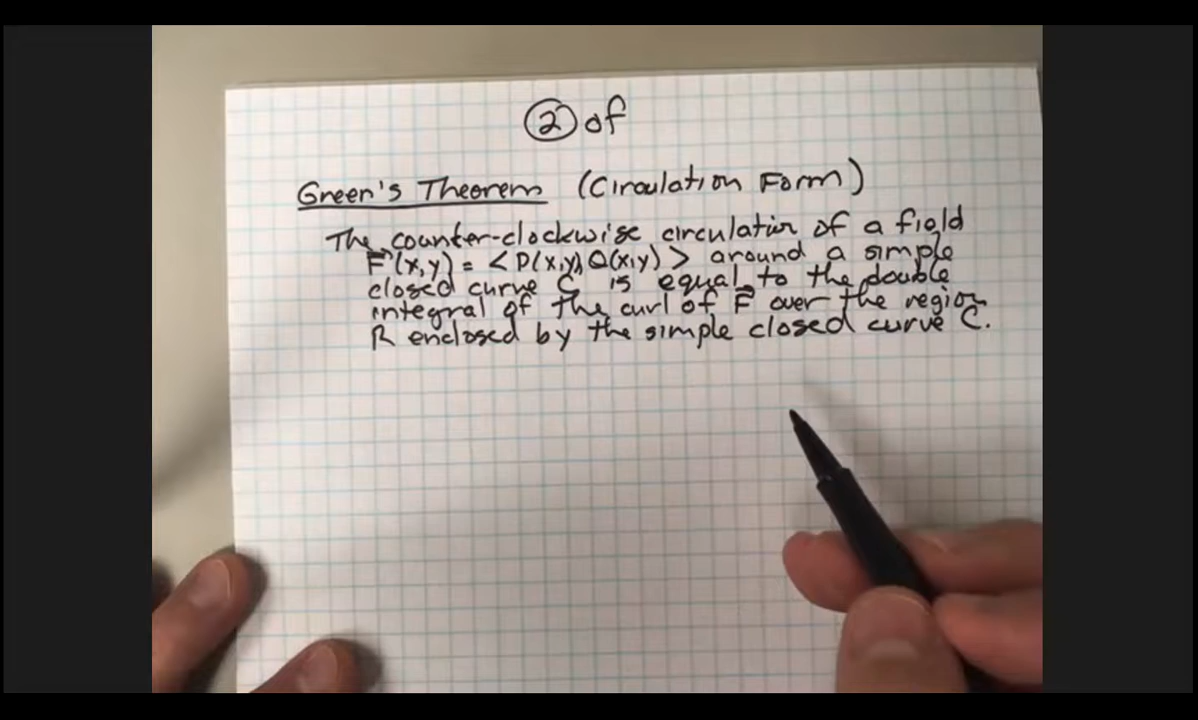 ② of
Green's Theorem (Circulation Form)
The counter-clockwise circulation of a field
F⃗(x,y) = < P(x,y), Q(x,y) > around a simple
closed curve C is equal to the double
integral of the curl of F⃗ over the region
R enclosed by the simple closed curve C.